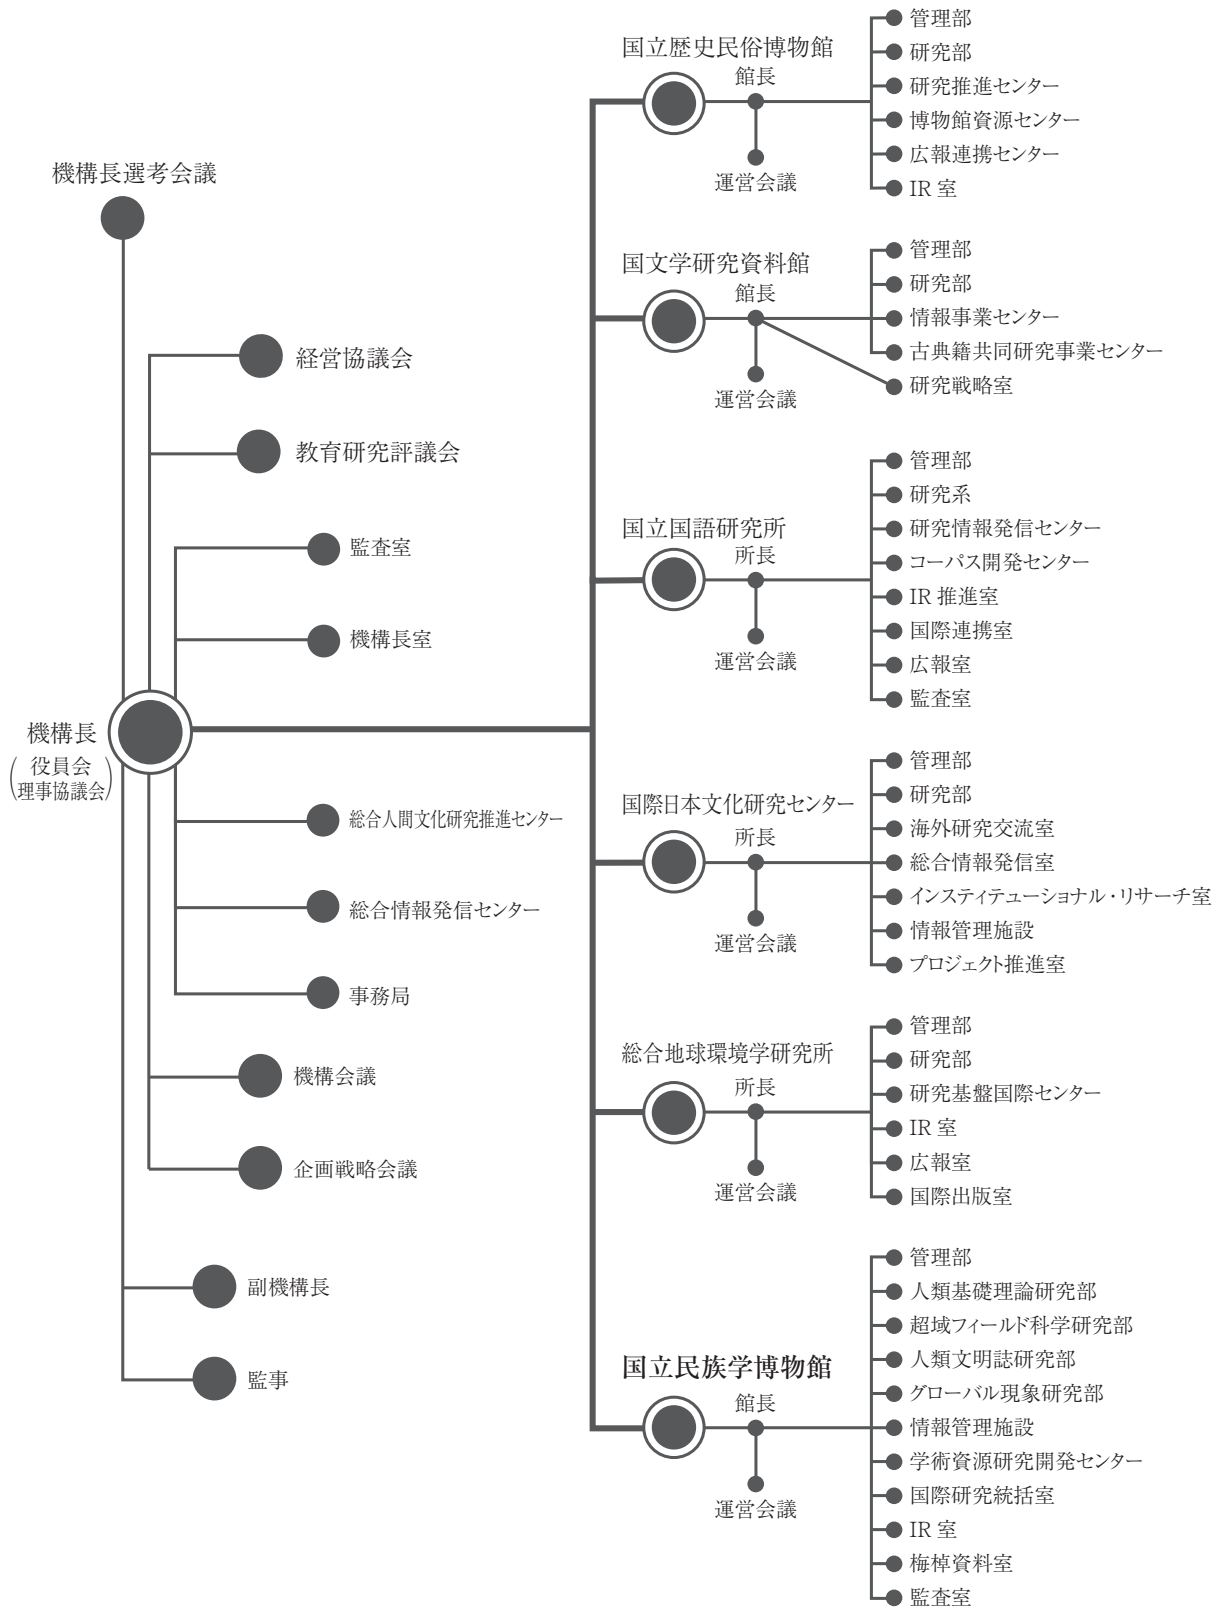 機構長選考会議
経営協議会
教育研究評議会
監査室
機構長室
機構長
(役員会
理事協議会)
総合人間文化研究推進センター
総合情報発信センター
事務局
機構会議
企画戦略会議
副機構長
監事
国立歴史民俗博物館
館長
運営会議
管理部
研究部
研究推進センター
博物館資源センター
広報連携センター
IR 室
国文学研究資料館
館長
運営会議
管理部
研究部
情報事業センター
古典籍共同研究事業センター
研究戦略室
国立国語研究所
所長
運営会議
管理部
研究系
研究情報発信センター
コーパス開発センター
IR 推進室
国際連携室
広報室
監査室
国際日本文化研究センター
所長
運営会議
管理部
研究部
海外研究交流室
総合情報発信室
インスティテューショナル・リサーチ室
情報管理施設
プロジェクト推進室
総合地球環境学研究所
所長
運営会議
管理部
研究部
研究基盤国際センター
IR 室
広報室
国際出版室
国立民族学博物館
館長
運営会議
管理部
人類基礎理論研究部
超域フィールド科学研究部
人類文明誌研究部
グローバル現象研究部
情報管理施設
学術資源研究開発センター
国際研究統括室
IR 室
梅棹資料室
監査室